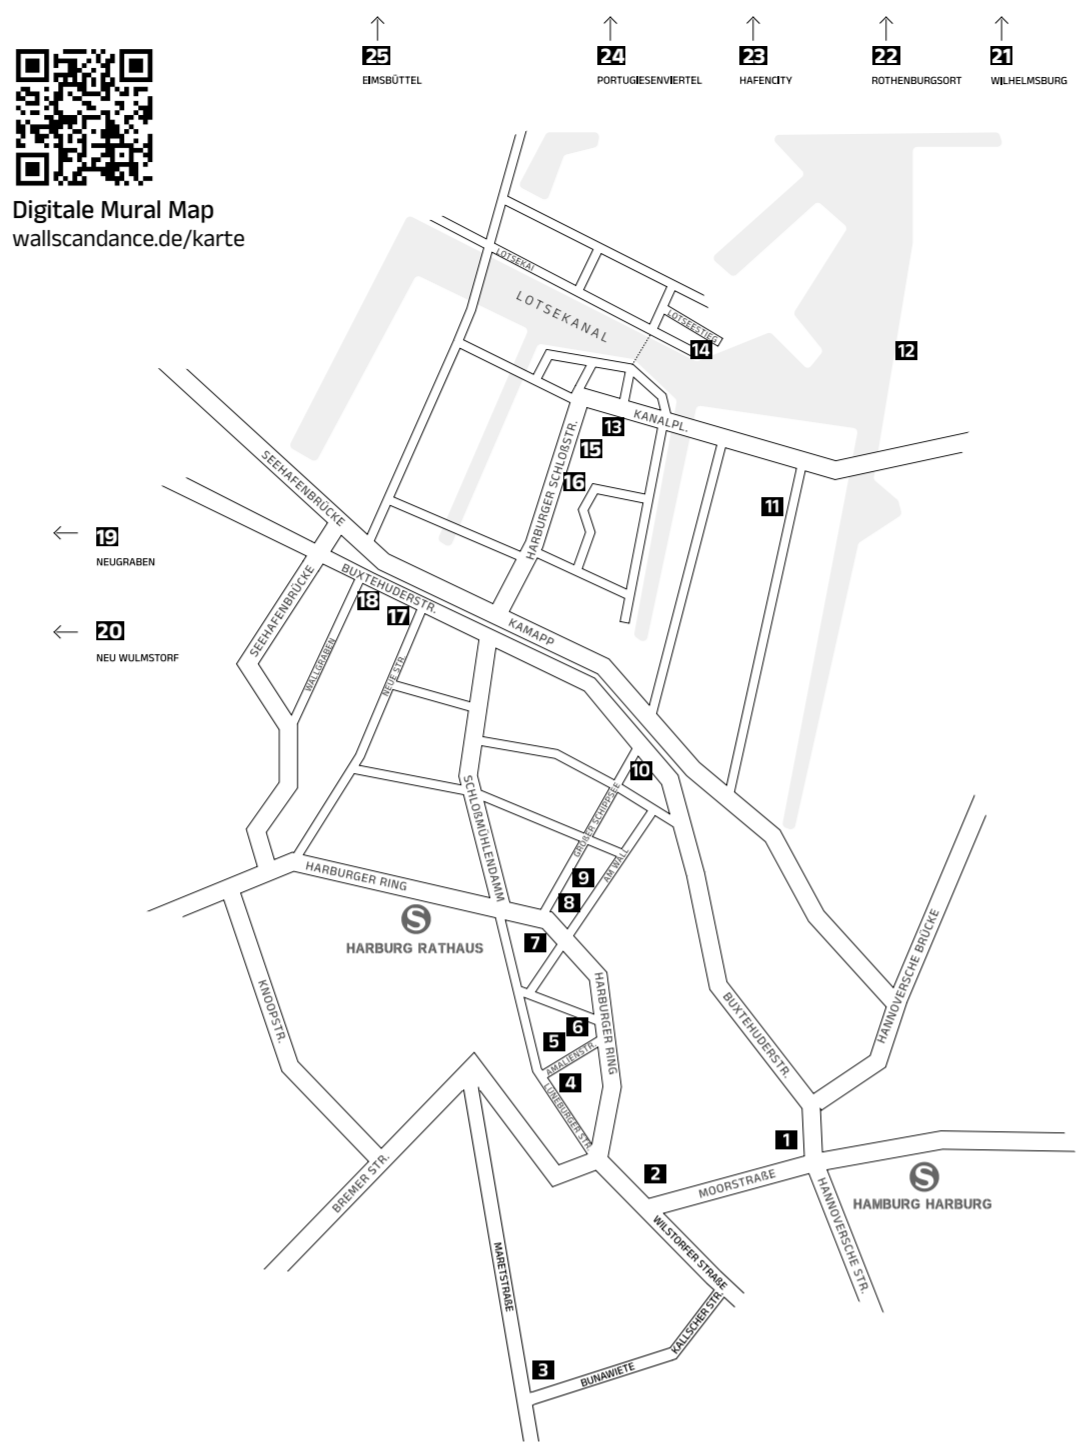 25
EIMSBÜTTEL
24
PORTUGIESENVIERTEL
23
HAFENCITY
22
ROTHENBURGSORT
21
WILHELMSBURG
Digitale Mural Map
wallscandance.de/karte
LOTSEKAI
LOTSEKANAL
LOTSEESTIEG
14
12
KANALPL.
13
15
16
HARBURGER SCHLOßSTR.
11
SEEHAFENBRÜCKE
19
NEUGRABEN
20
NEU WULMSTORF
SEEHAFENBRÜCKE
BUXTEHUDERSTR.
18
17
KAMAPP
WALLGRABEN
NEUE STR.
10
SCHLOßMÜHLENDAMM
GROßER SCHIPPSEE
AM WALL
9
8
HARBURGER RING
S
HARBURG RATHAUS
7
HARBURGER RING
KNOOPSTR.
6
5
AMALIENSTR.
4
LÜNEBURGER STR.
BUXTEHUDERSTR.
HANNOVERSCHE BRÜCKE
1
2
MOORSTRAßE
S
HAMBURG HARBURG
HANNOVERSCHE STR.
BREMER STR.
WILSTORFER STRAßE
MARETSTRAßE
KALLSCHER STR.
3
BUNAWIETE